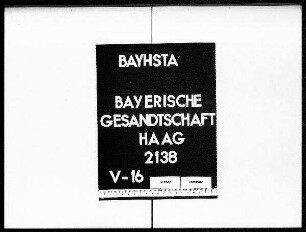 BAYHSTA
BAYERISCHE
GESANDTSCHAFT
HAAG
2138
V-16